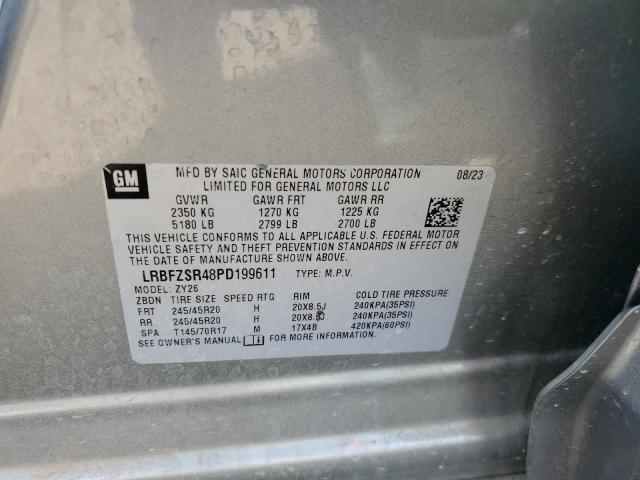 GM
MFD BY SAIC GENERAL MOTORS CORPORATION 08/23
LIMITED FOR GENERAL MOTORS LLC
GVWR GAWR FRT GAWR RR
2350 KG 1270 KG 1225 KG
5180 LB 2799 LB 2700 LB
THIS VEHICLE CONFORMS TO ALL APPLICABLE U.S. FEDERAL MOTOR
VEHICLE SAFETY AND THEFT PREVENTION STANDARDS IN EFFECT ON
THE DATE OF MANUFACTURE SHOWN ABOVE.
LRBFZSR48PD199611 TYPE: M.P.V.
MODEL: ZY26
ZBDN TIRE SIZE SPEED RTG RIM COLD TIRE PRESSURE
FRT 245/45R20 H 20X8.5J 240KPA(35PSI)
RR 245/45R20 H 20X8.5J 240KPA(35PSI)
SPA T145/70R17 M 17X4B 420KPA(60PSI)
SEE OWNER'S MANUAL FOR MORE INFORMATION.